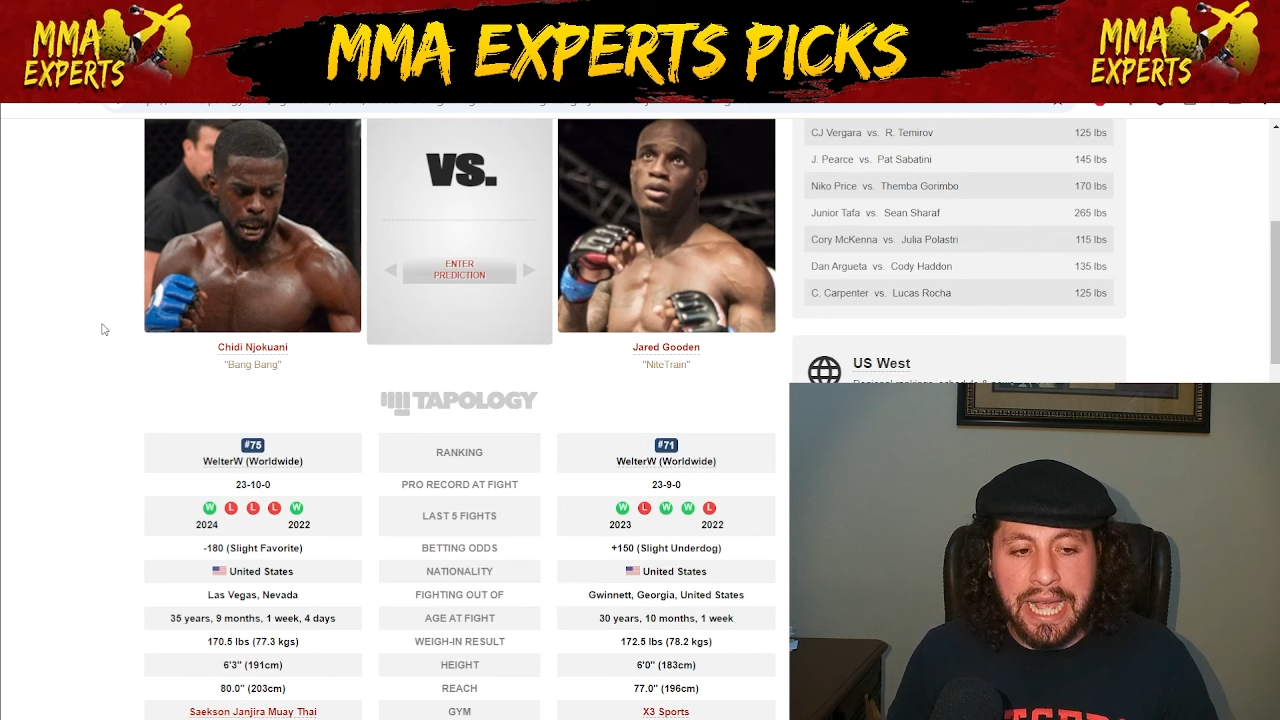 MMA EXPERTS
MMA EXPERTS PICKS
MMA EXPERTS
VS.
ENTER PREDICTION
Chidi Njokuani
"Bang Bang"
Jared Gooden
"NiteTrain"
TAPOLOGY
#75 WelterW (Worldwide) RANKING #71 WelterW (Worldwide)
23-10-0 PRO RECORD AT FIGHT 23-9-0
W L L L W LAST 5 FIGHTS W L W W L
2024 2022 2023 2022
-180 (Slight Favorite) BETTING ODDS +150 (Slight Underdog)
United States NATIONALITY United States
Las Vegas, Nevada FIGHTING OUT OF Gwinnett, Georgia, United States
35 years, 9 months, 1 week, 4 days AGE AT FIGHT 30 years, 10 months, 1 week
170.5 lbs (77.3 kgs) WEIGH-IN RESULT 172.5 lbs (78.2 kgs)
6'3" (191cm) HEIGHT 6'0" (183cm)
80.0" (203cm) REACH 77.0" (196cm)
Saekson Janjira Muay Thai GYM X3 Sports
CJ Vergara vs. R. Temirov 125 lbs
J. Pearce vs. Pat Sabatini 145 lbs
Niko Price vs. Themba Gorimbo 170 lbs
Junior Tafa vs. Sean Sharaf 265 lbs
Cory McKenna vs. Julia Polastri 115 lbs
Dan Argueta vs. Cody Haddon 135 lbs
C. Carpenter vs. Lucas Rocha 125 lbs
US West